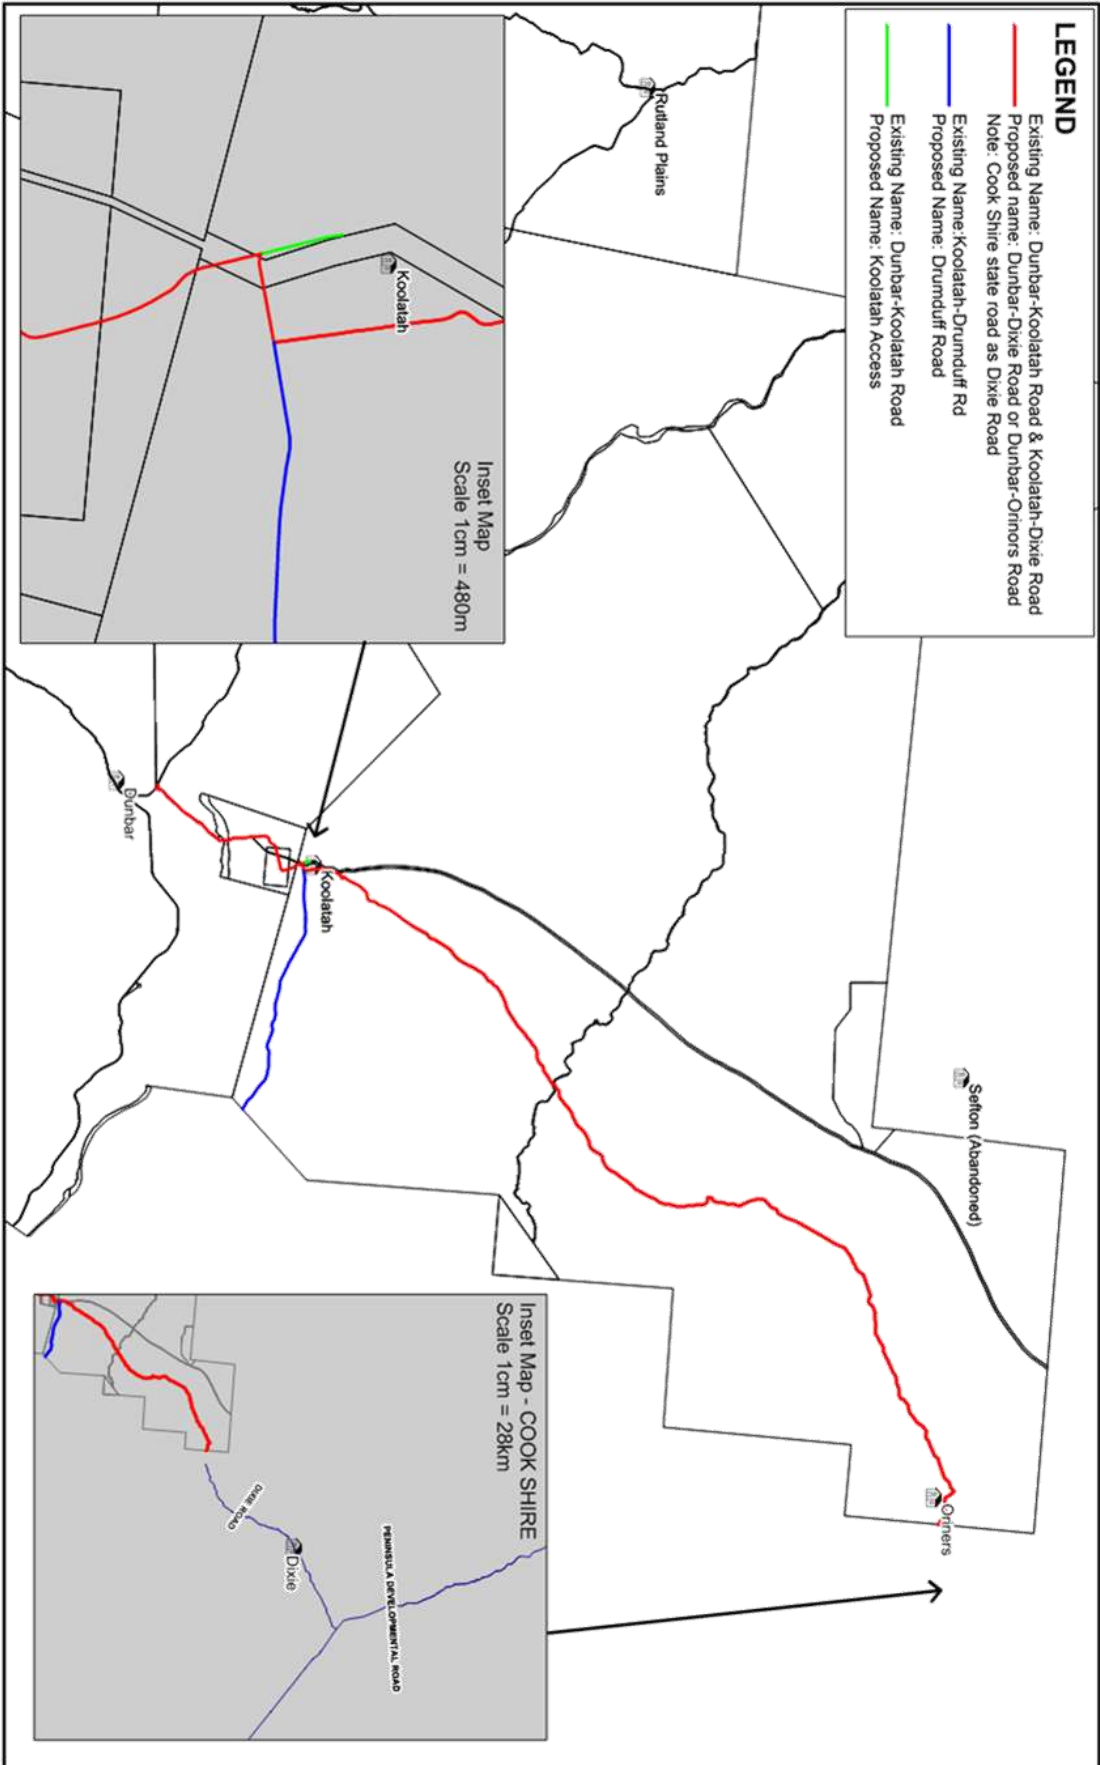 LEGEND
Existing Name: Dunbar-Koolatah Road & Koolatah-Dixie Road
Proposed name: Dunbar-Dixie Road or Dunbar-Orinors Road
Note: Cook Shire state road as Dixie Road
Existing Name:Koolatah-Drumduff Rd
Proposed Name: Drumduff Road
Existing Name: Dunbar-Koolatah Road
Proposed Name: Koolatah Access
Rutland Plains
Sefton (Abandoned)
Oriners
Koolatah
Dunbar
Koolatah
Inset Map
Scale 1cm = 480m
Inset Map - COOK SHIRE
Scale 1cm = 28km
PENINSULA DEVELOPMENTAL ROAD
Dixie
DIXIE ROAD